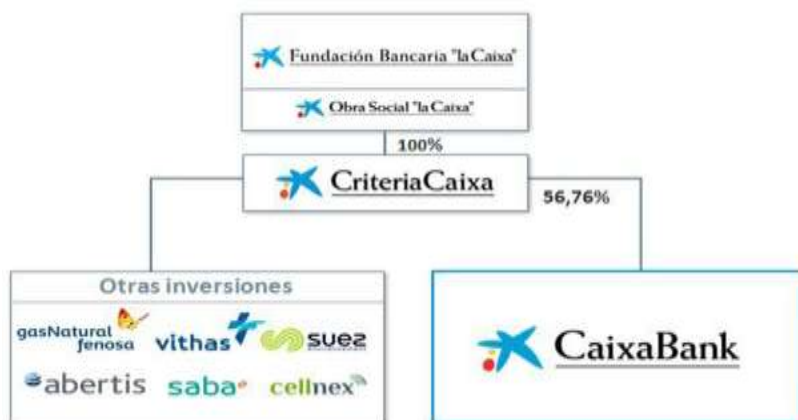 Fundación Bancaria "la Caixa"
Obra Social "la Caixa"
100%
CriteriaCaixa
56,76%
Otras inversiones
gasNatural
fenosa
vithas
suez
abertis
saba
cellnex
CaixaBank